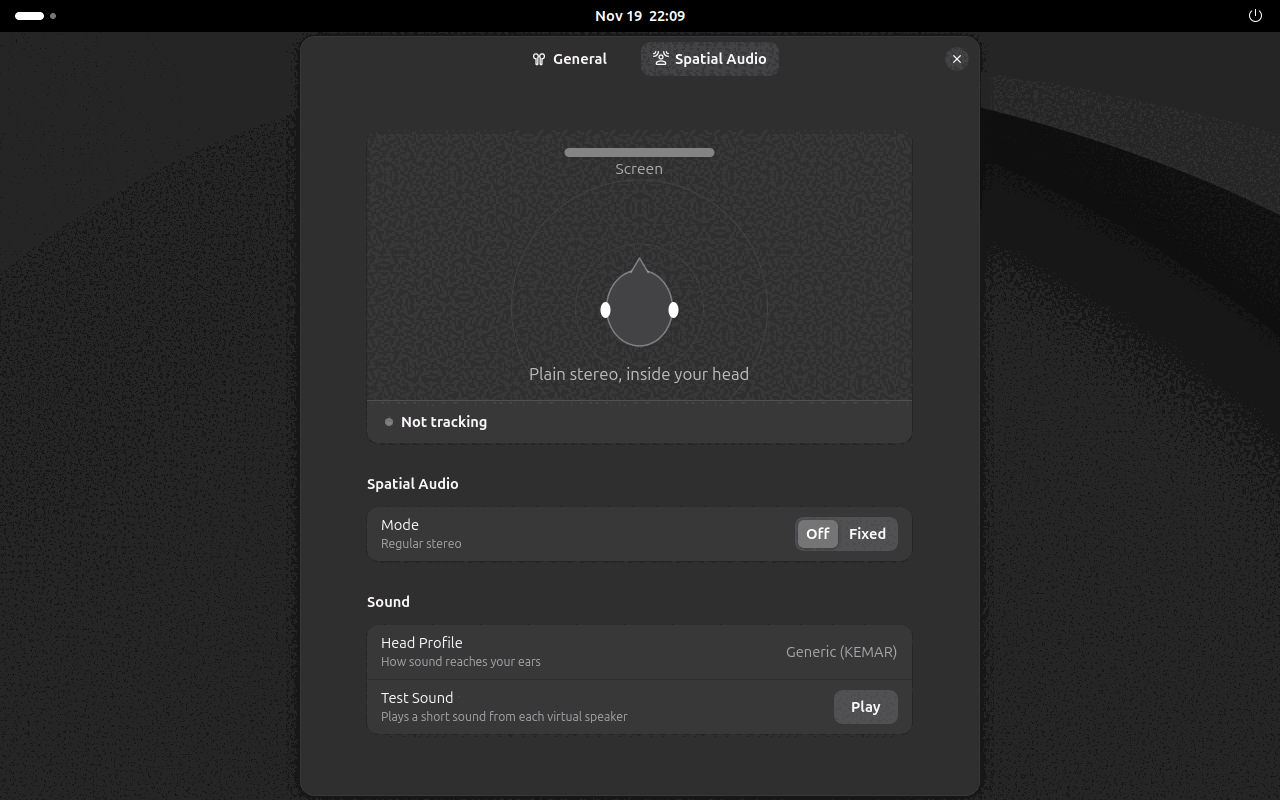 Nov 19 22:09
General
Spatial Audio
Screen
Plain stereo, inside your head
Not tracking
Spatial Audio
Mode
Regular stereo
Off
Fixed
Sound
Head Profile
How sound reaches your ears
Generic (KEMAR)
Test Sound
Plays a short sound from each virtual speaker
Play